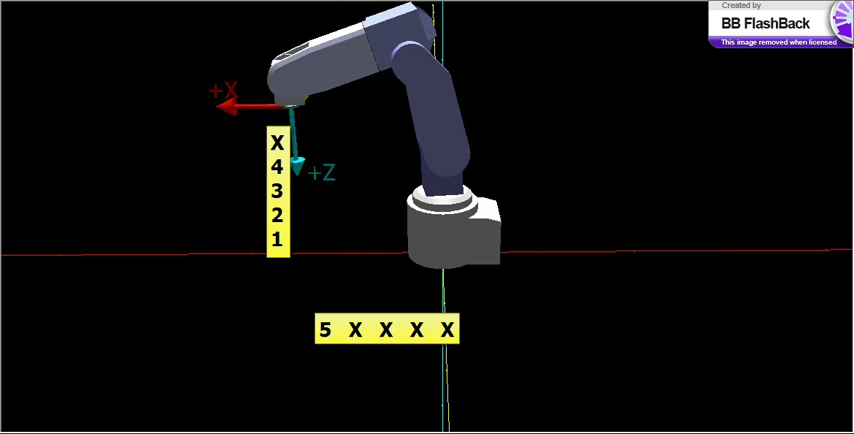 Created by
BB FlashBack
This image removed when licensed
+X
X
4
3
2
1
+Z
5 X X X X